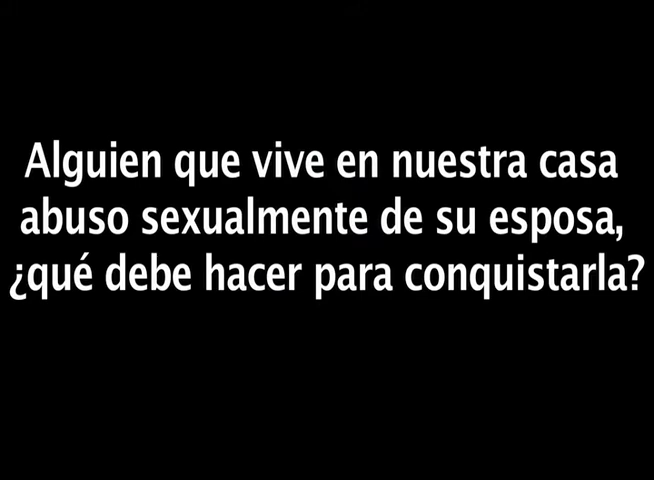 Alguien que vive en nuestra casa
abuso sexualmente de su esposa,
¿qué debe hacer para conquistarla?